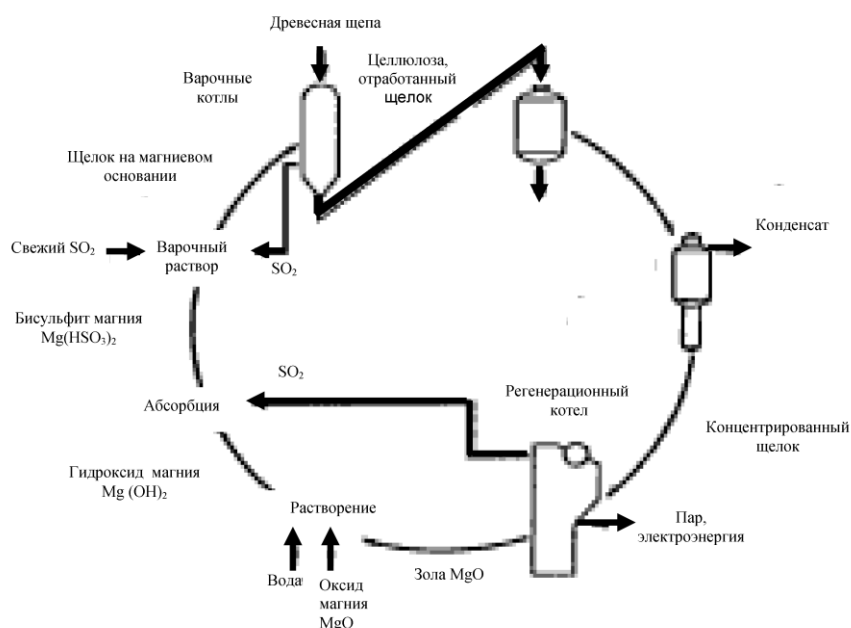 Древесная щепа
Варочные
котлы
Целлюлоза,
отработанный
щелок
Щелок на магниевом
основании
Свежий SO₂
Варочный
раствор
SO₂
Конденсат
Бисульфит магния
Mg(HSO₃)₂
SO₂
Абсорбция
Регенерационный
котел
Концентрированный
щелок
Гидроксид магния
Mg (OH)₂
Растворение
Пар,
электроэнергия
Вода
Оксид
магния
MgO
Зола MgO